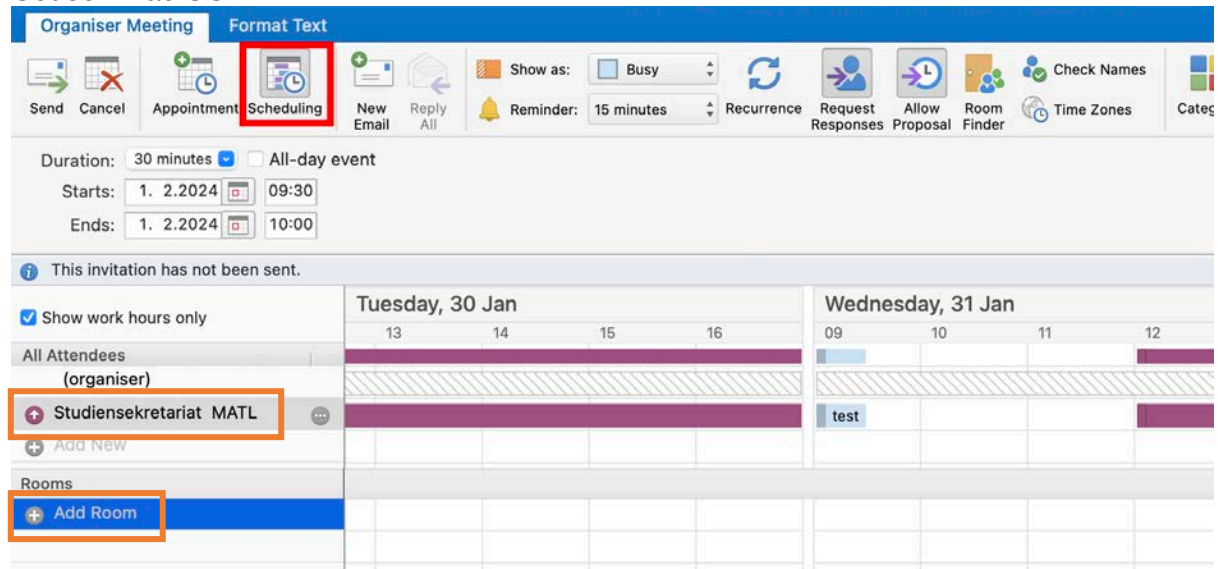 Organiser Meeting Format Text
Send Cancel Appointment Scheduling New Email Reply All Show as: Busy Recurrence Request Responses Allow Proposal Room Finder Check Names
Reminder: 15 minutes Time Zones
Duration: 30 minutes All-day event
Starts: 1. 2.2024 09:30
Ends: 1. 2.2024 10:00
This invitation has not been sent.
Show work hours only Tuesday, 30 Jan Wednesday, 31 Jan
13 14 15 16 09 10 11 12
All Attendees
(organiser)
Studiensekretariat MATL test
Add New
Rooms
Add Room